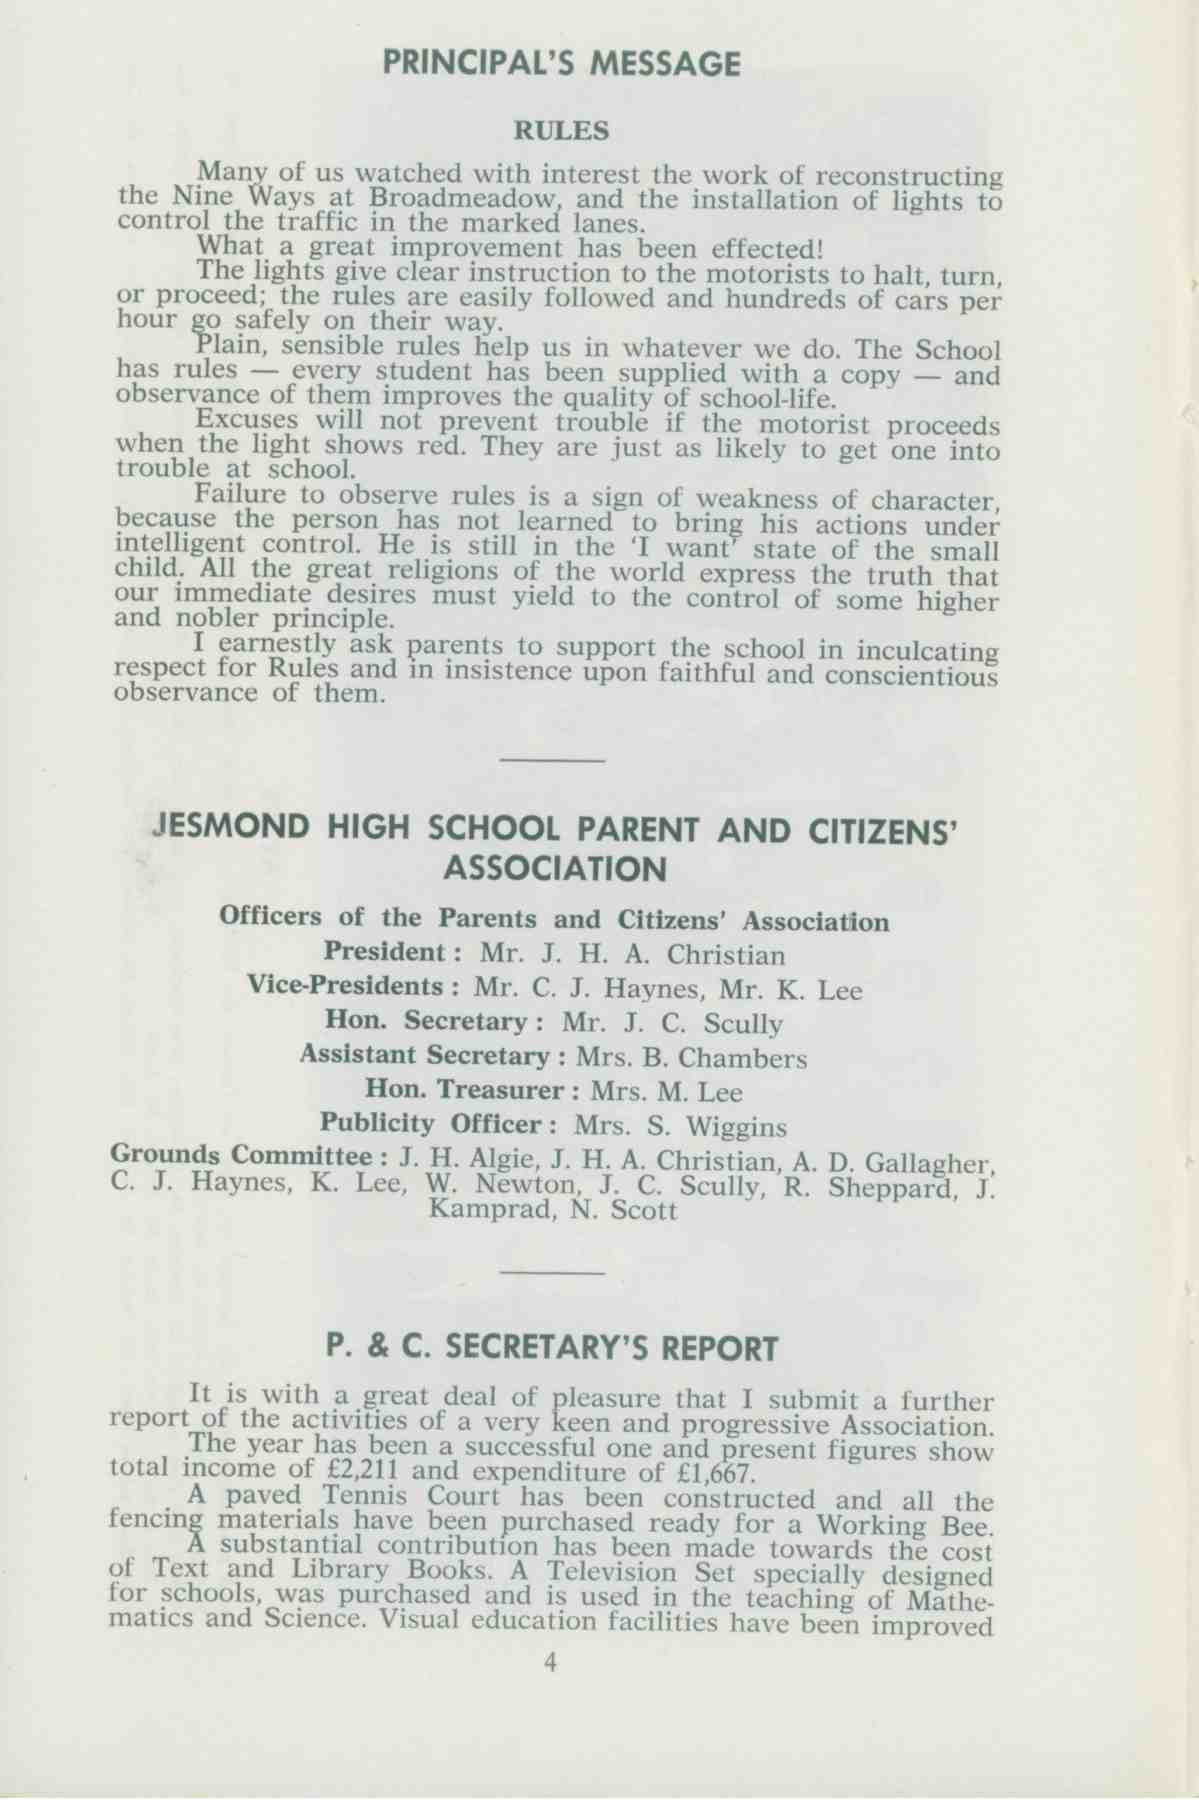 PRINCIPAL'S MESSAGE
RULES
Many of us watched with interest the work of reconstructing
the Nine Ways at Broadmeadow, and the installation of lights to
control the traffic in the marked lanes.
What a great improvement has been effected!
The lights give clear instruction to the motorists to halt, turn,
or proceed; the rules are easily followed and hundreds of cars per
hour go safely on their way.
Plain, sensible rules help us in whatever we do. The School
has rules — every student has been supplied with a copy — and
observance of them improves the quality of school-life.
Excuses will not prevent trouble if the motorist proceeds
when the light shows red. They are just as likely to get one into
trouble at school.
Failure to observe rules is a sign of weakness of character,
because the person has not learned to bring his actions under
intelligent control. He is still in the 'I want' state of the small
child. All the great religions of the world express the truth that
our immediate desires must yield to the control of some higher
and nobler principle.
I earnestly ask parents to support the school in inculcating
respect for Rules and in insistence upon faithful and conscientious
observance of them.
JESMOND HIGH SCHOOL PARENT AND CITIZENS'
ASSOCIATION
Officers of the Parents and Citizens' Association
President : Mr. J. H. A. Christian
Vice-Presidents : Mr. C. J. Haynes, Mr. K. Lee
Hon. Secretary : Mr. J. C. Scully
Assistant Secretary : Mrs. B. Chambers
Hon. Treasurer : Mrs. M. Lee
Publicity Officer : Mrs. S. Wiggins
Grounds Committee : J. H. Algie, J. H. A. Christian, A. D. Gallagher,
C. J. Haynes, K. Lee, W. Newton, J. C. Scully, R. Sheppard, J.
Kamprad, N. Scott
P. & C. SECRETARY'S REPORT
It is with a great deal of pleasure that I submit a further
report of the activities of a very keen and progressive Association.
The year has been a successful one and present figures show
total income of £2,211 and expenditure of £1,667.
A paved Tennis Court has been constructed and all the
fencing materials have been purchased ready for a Working Bee.
A substantial contribution has been made towards the cost
of Text and Library Books. A Television Set specially designed
for schools, was purchased and is used in the teaching of Mathe-
matics and Science. Visual education facilities have been improved
4